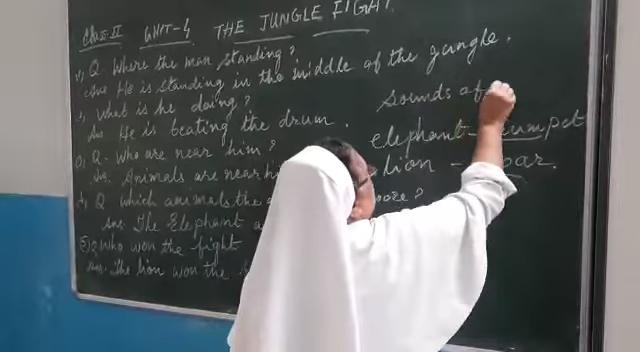 Class-II UNIT-4 THE JUNGLE FIGHT
1) Q. Where the man standing?
Ans He is standing in the middle of the jungle.
2) What is he doing?
Ans He is beating the drum.
3) Q. Who are near him?
Ans. Animals are near hi
4) Q which animals the
Ans. The Elephant a
5) Q Who won the fight
Ans. The lion won the
sounds of
elephant - umpet
lion - oar.